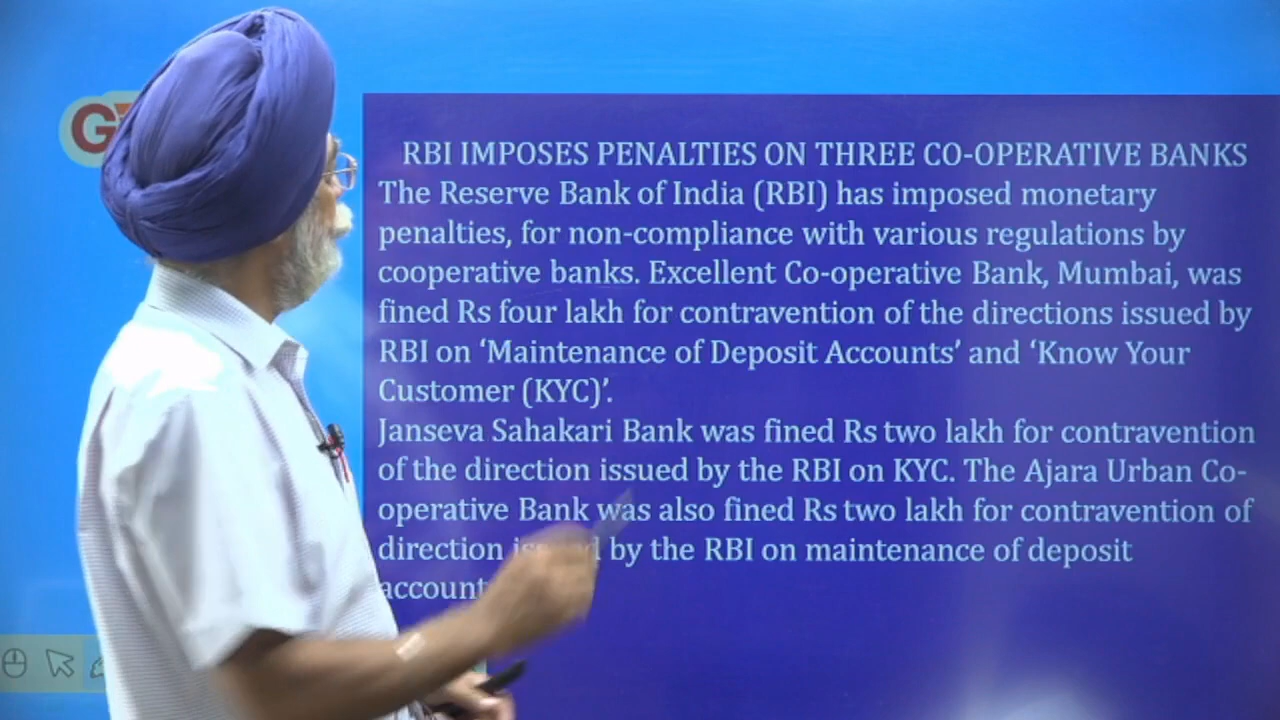 G
RBI IMPOSES PENALTIES ON THREE CO-OPERATIVE BANKS
The Reserve Bank of India (RBI) has imposed monetary
penalties, for non-compliance with various regulations by
cooperative banks. Excellent Co-operative Bank, Mumbai, was
fined Rs four lakh for contravention of the directions issued by
RBI on ‘Maintenance of Deposit Accounts’ and ‘Know Your
Customer (KYC)’.
Janseva Sahakari Bank was fined Rs two lakh for contravention
of the direction issued by the RBI on KYC. The Ajara Urban Co-
operative Bank was also fined Rs two lakh for contravention of
direction by the RBI on maintenance of deposit